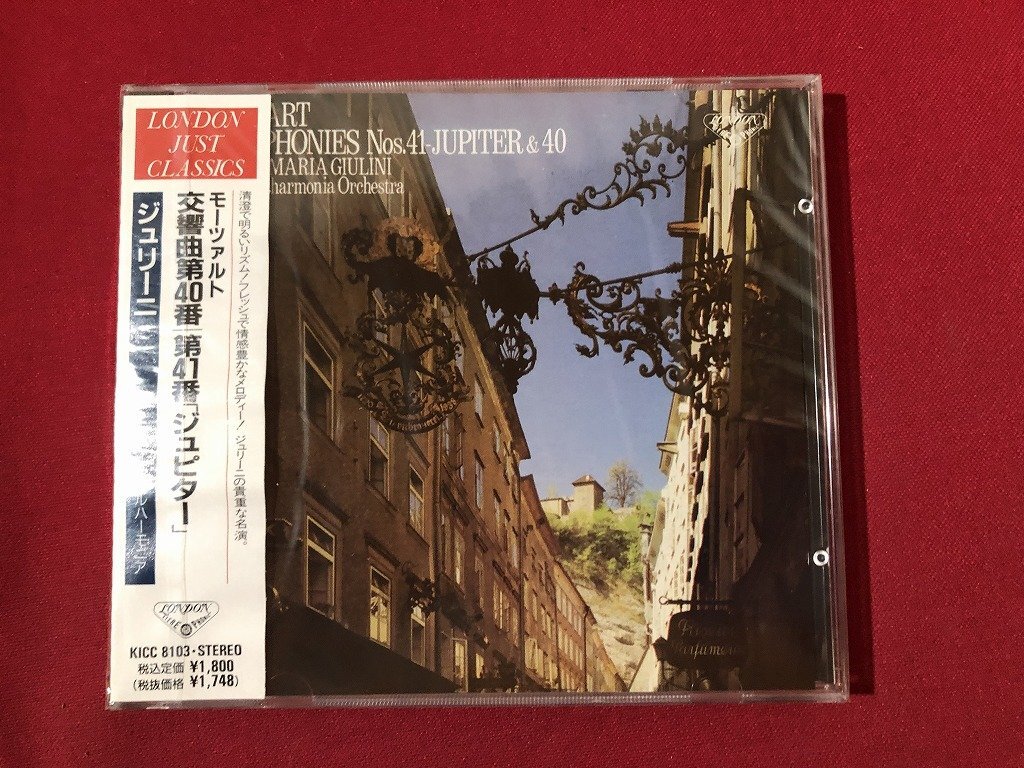 LONDON
JUST
CLASSICS
清澄で明るいリズム!フレッシュで情感豊かなメロディー!ジュリーニの貴重な名演。
モーツァルト
交響曲第40番 第41番「ジュピター」
ジュリーニ
ルハーモニア
LONDON
KICC 8103・STEREO
税込定価 ¥1,800
(税抜価格 ¥1,748)
ART
PHONIES Nos.41-JUPITER & 40
MARIA GIULINI
harmonia Orchestra
LONDON